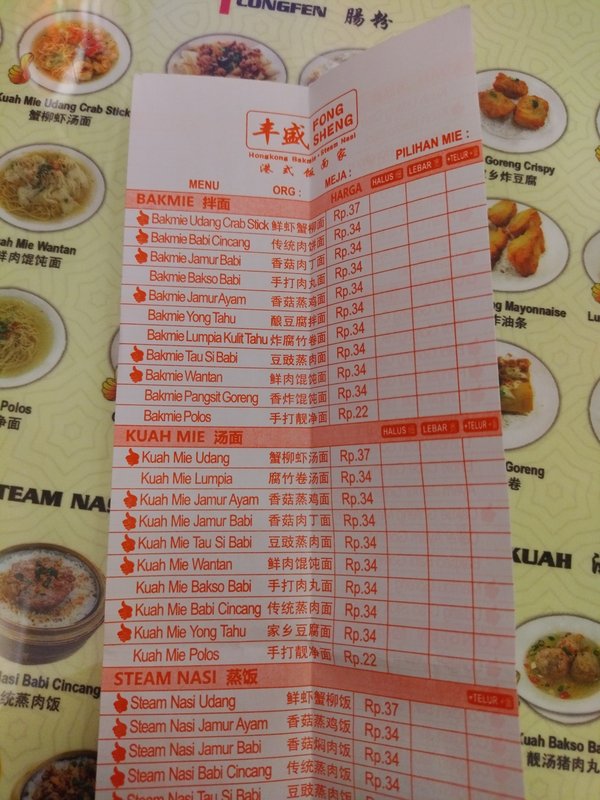 CONGFEN 腸粉
Kuah Mie Udang Crab Stick
蟹柳虾汤面
丰盛 FONG SHENG
Hongkong Bakmie - Steam Nasi
港式饭面家
MENU ORG : MEJA : PILIHAN MIE :
BAKMIE 拌面 HARGA HALUS LEBAR +TELUR
Bakmie Udang Crab Stick 鲜虾蟹柳面 Rp.37
Bakmie Babi Cincang 传统肉饼面 Rp.34
Bakmie Jamur Babi 香菇肉丁面 Rp.34
Bakmie Bakso Babi 手打肉丸面 Rp.34
Bakmie Jamur Ayam 香菇蒸鸡面 Rp.34
Bakmie Yong Tahu 酿豆腐拌面 Rp.34
Bakmie Lumpia Kulit Tahu 炸腐竹卷面 Rp.34
Bakmie Tau Si Babi 豆豉蒸肉面 Rp.34
Bakmie Wantan 鲜肉馄饨面 Rp.34
Bakmie Pangsit Goreng 香炸馄饨面 Rp.34
Bakmie Polos 手打靓净面 Rp.22
KUAH MIE 汤面 HALUS LEBAR +TELUR
Kuah Mie Udang 蟹柳虾汤面 Rp.37
Kuah Mie Lumpia 腐竹卷汤面 Rp.34
Kuah Mie Jamur Ayam 香菇蒸鸡面 Rp.34
Kuah Mie Jamur Babi 香菇肉丁面 Rp.34
Kuah Mie Tau Si Babi 豆豉蒸肉面 Rp.34
Kuah Mie Wantan 鲜肉馄饨面 Rp.34
Kuah Mie Bakso Babi 手打肉丸面 Rp.34
Kuah Mie Babi Cincang 传统蒸肉面 Rp.34
Kuah Mie Yong Tahu 家乡豆腐面 Rp.34
Kuah Mie Polos 手打靓净面 Rp.22
STEAM NASI 蒸饭 +TELUR
Steam Nasi Udang 鲜虾蟹柳饭 Rp.37
Steam Nasi Jamur Ayam 香菇蒸鸡饭 Rp.34
Steam Nasi Jamur Babi 香菇焖肉饭 Rp.34
Steam Nasi Babi Cincang 传统蒸肉饭 Rp.34
Steam Nasi Tau Si Babi 豆豉蒸肉饭 Rp.34
uah Mie Wantan
鲜肉馄饨面
Polos
净面
STEAM NAS
Nasi Babi Cincang
统蒸肉饭
Goreng Crispy
乡炸豆腐
g Mayonnaise
炸油条
Goreng
卷
KUAH
Kuah Bakso Ba
靓汤猪肉丸